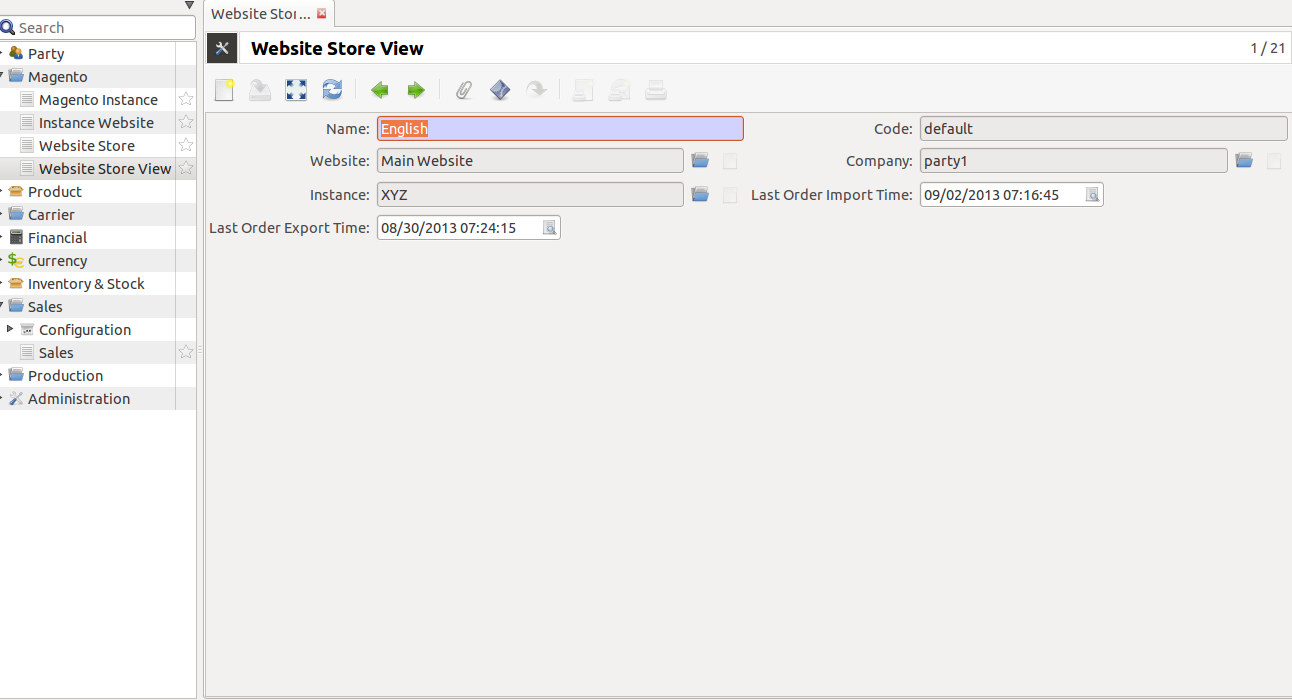 Website Stor...
Search
Website Store View
1 / 21
Party
Magento
Magento Instance
Instance Website
Website Store
Website Store View
Product
Carrier
Financial
Currency
Inventory & Stock
Sales
Configuration
Sales
Production
Administration
Name: English Code: default
Website: Main Website Company: party1
Instance: XYZ Last Order Import Time: 09/02/2013 07:16:45
Last Order Export Time: 08/30/2013 07:24:15